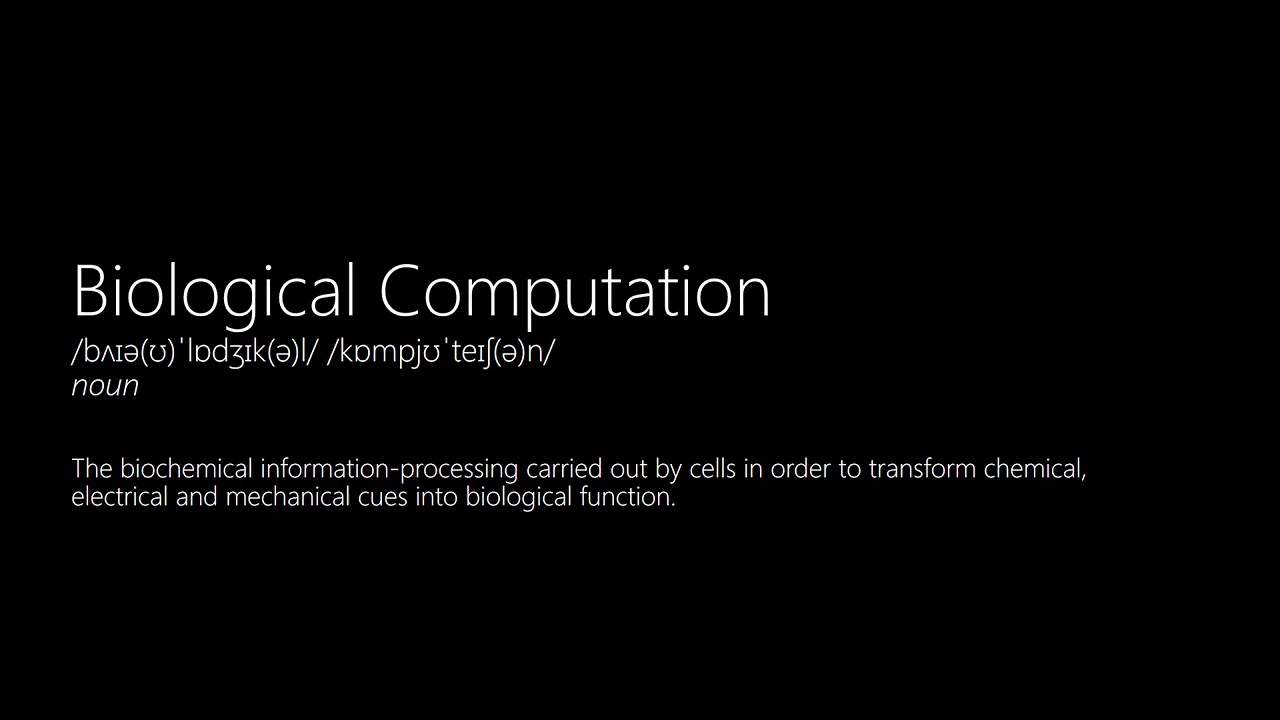 Biological Computation
/bʌɪə(ʊ)ˈlɒdʒɪk(ə)l/ /kɒmpjʊˈteɪʃ(ə)n/
noun
The biochemical information-processing carried out by cells in order to transform chemical,
electrical and mechanical cues into biological function.